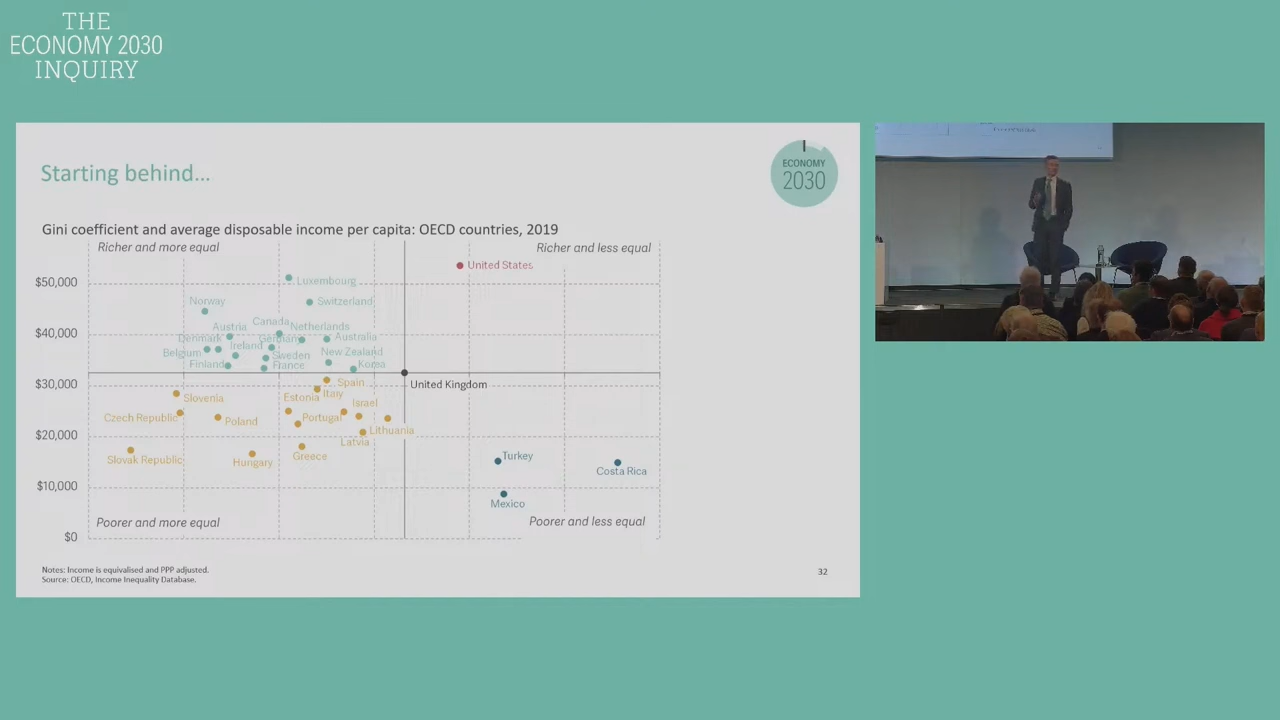 THE
ECONOMY 2030
INQUIRY
Starting behind...
ECONOMY
2030
Gini coefficient and average disposable income per capita: OECD countries, 2019
Richer and more equal
Richer and less equal
United States
$50,000
Luxembourg
Norway
Switzerland
Canada
Austria
Netherlands
$40,000
Denmark
Germany
Australia
Ireland
Belgium
Sweden
New Zealand
Finland
France
Korea
$30,000
Spain
United Kingdom
Slovenia
Estonia
Italy
Israel
Czech Republic
Poland
Portugal
Lithuania
$20,000
Latvia
Slovak Republic
Hungary
Greece
Turkey
Costa Rica
$10,000
Mexico
Poorer and more equal
Poorer and less equal
$0
Notes: Income is equivalised and PPP adjusted.
Source: OECD, Income Inequality Database.
32